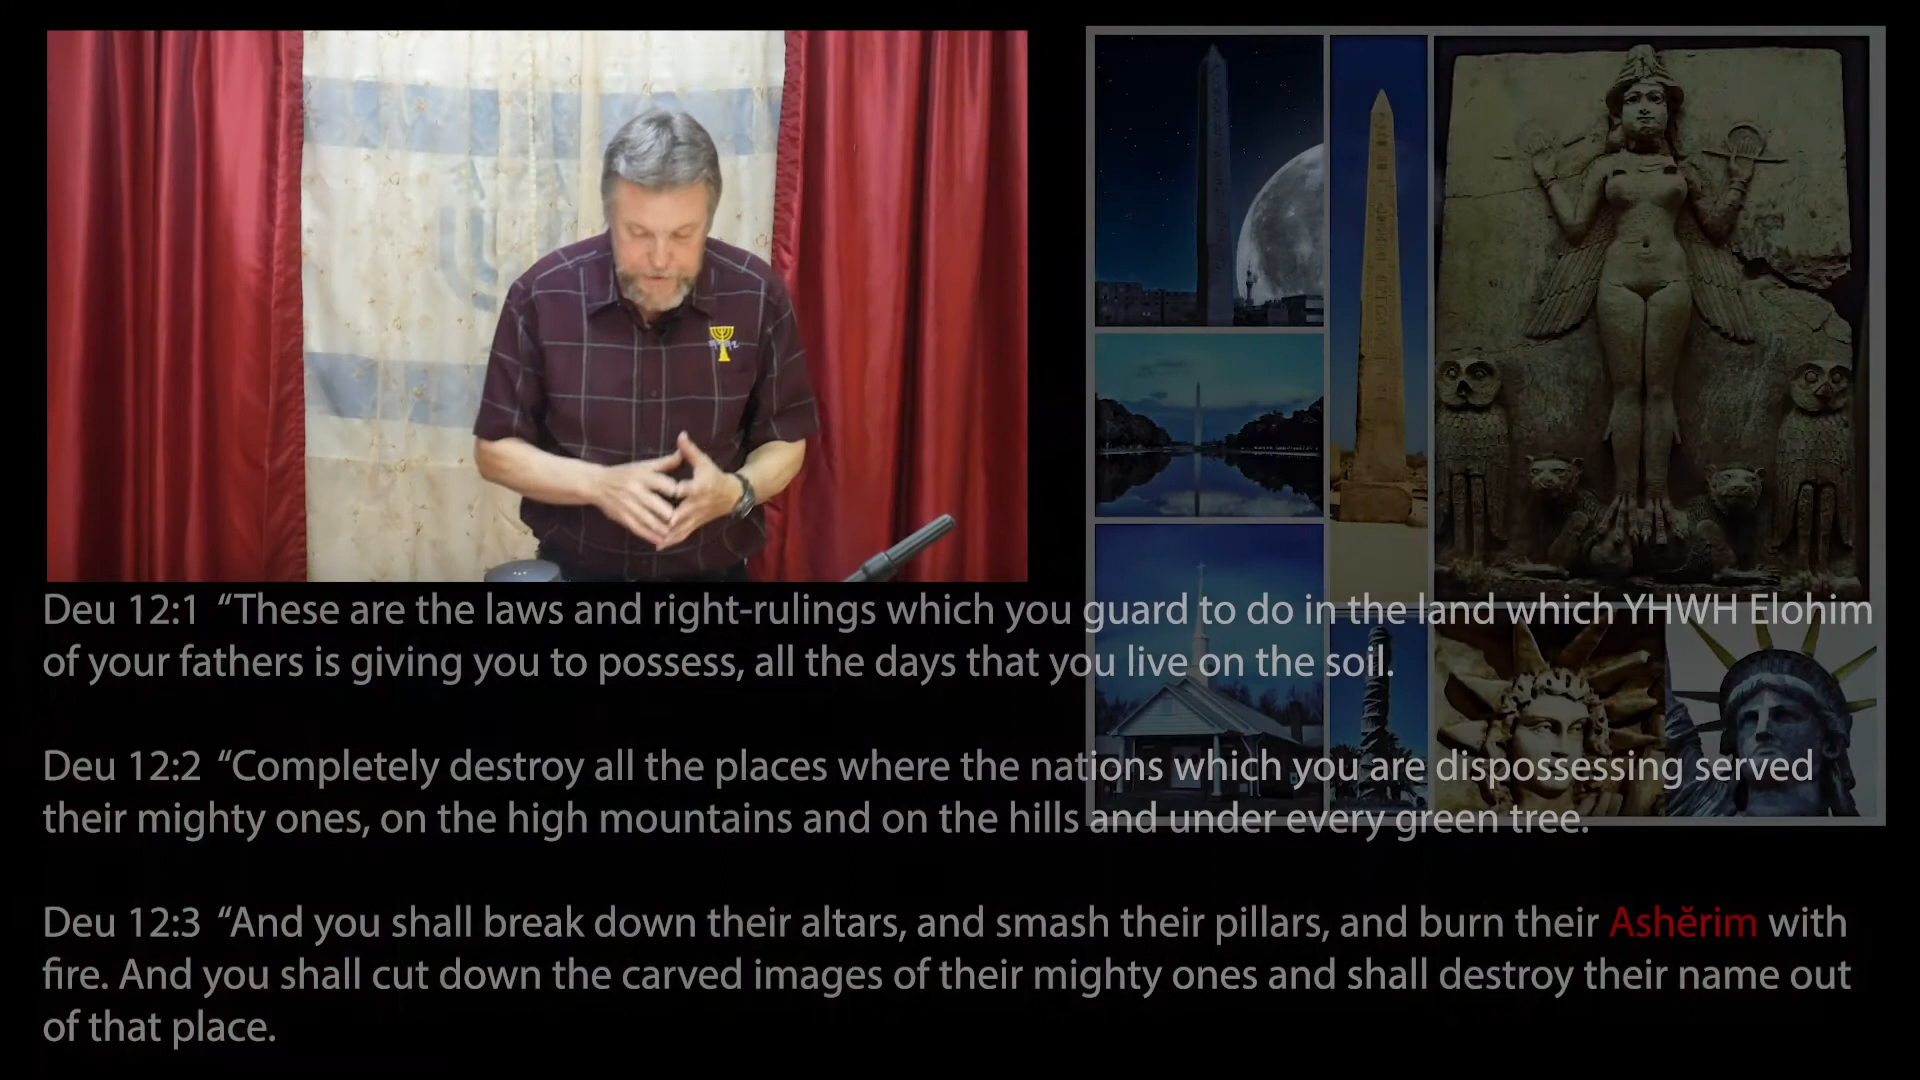 Deu 12:1 “These are the laws and right-rulings which you guard to do in the land which YHWH Elohim
of your fathers is giving you to possess, all the days that you live on the soil.
Deu 12:2 “Completely destroy all the places where the nations which you are dispossessing served
their mighty ones, on the high mountains and on the hills and under every green tree.
Deu 12:3 “And you shall break down their altars, and smash their pillars, and burn their Ashĕrim with
fire. And you shall cut down the carved images of their mighty ones and shall destroy their name out
of that place.